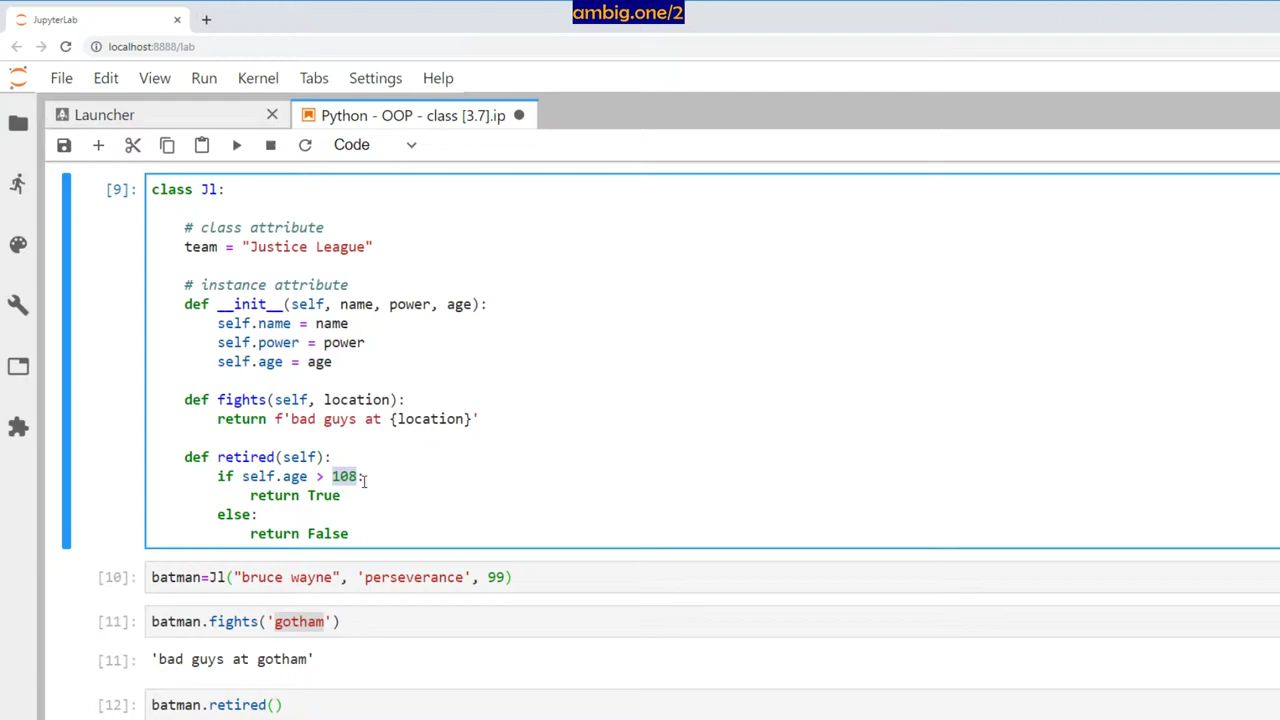 ambig.one/2
JupyterLab
localhost:8888/lab
File Edit View Run Kernel Tabs Settings Help
Launcher Python - OOP - class [3.7].ip
Code
[9]: class Jl:
# class attribute
team = "Justice League"
# instance attribute
def __init__(self, name, power, age):
self.name = name
self.power = power
self.age = age
def fights(self, location):
return f'bad guys at {location}'
def retired(self):
if self.age > 108:
return True
else:
return False
[10]: batman=Jl("bruce wayne", 'perseverance', 99)
[11]: batman.fights('gotham')
[11]: 'bad guys at gotham'
[12]: batman.retired()